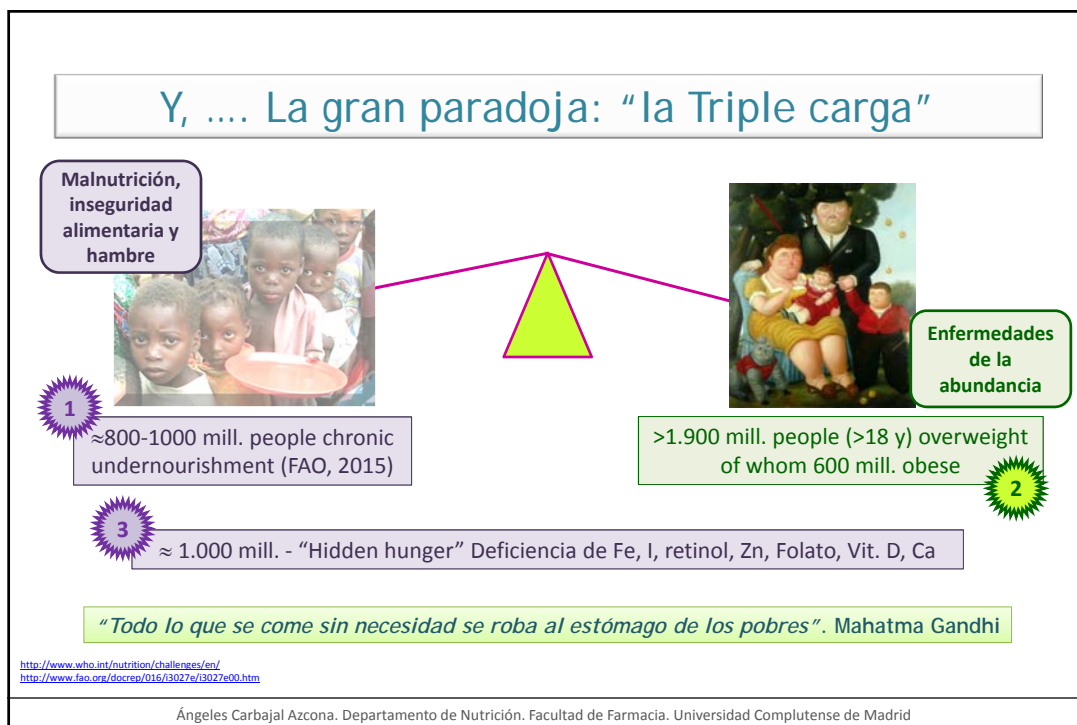 Y, .... La gran paradoja: “la Triple carga”
Malnutrición,
inseguridad
alimentaria y
hambre
Enfermedades
de la
abundancia
1
≈800-1000 mill. people chronic
undernourishment (FAO, 2015)
>1.900 mill. people (>18 y) overweight
of whom 600 mill. obese
2
3
≈ 1.000 mill. - “Hidden hunger” Deficiencia de Fe, I, retinol, Zn, Folato, Vit. D, Ca
“Todo lo que se come sin necesidad se roba al estómago de los pobres”. Mahatma Gandhi
http://www.who.int/nutrition/challenges/en/
http://www.fao.org/docrep/016/i3027e/i3027e00.htm
Ángeles Carbajal Azcona. Departamento de Nutrición. Facultad de Farmacia. Universidad Complutense de Madrid